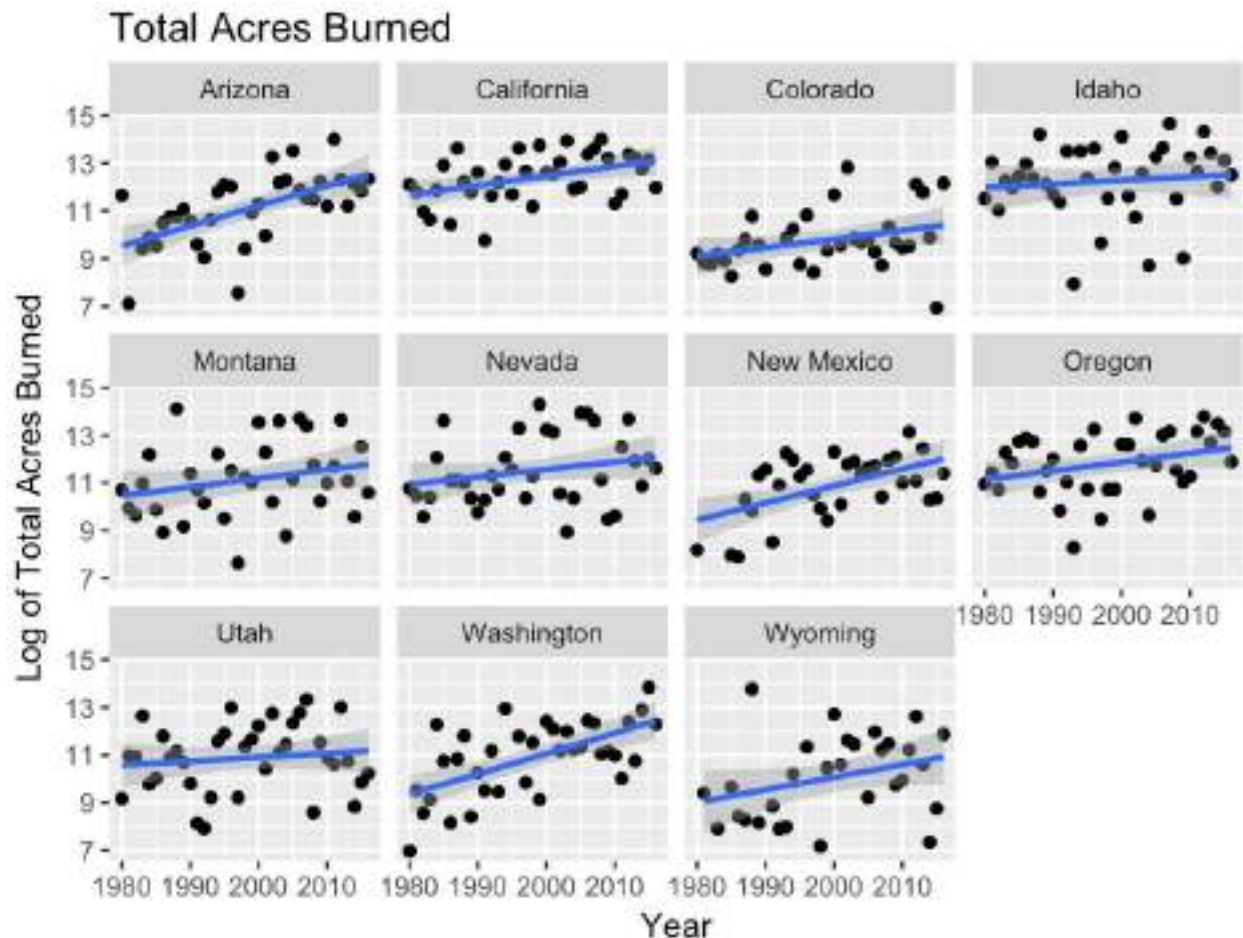 Total Acres Burned
Arizona California Colorado Idaho
15
13
11
9
7
Montana Nevada New Mexico Oregon
15
13
11
9
7
1980 1990 2000 2010
Utah Washington Wyoming
15
13
11
9
7
1980 1990 2000 2010 1980 1990 2000 2010 1980 1990 2000 2010
Year
Log of Total Acres Burned